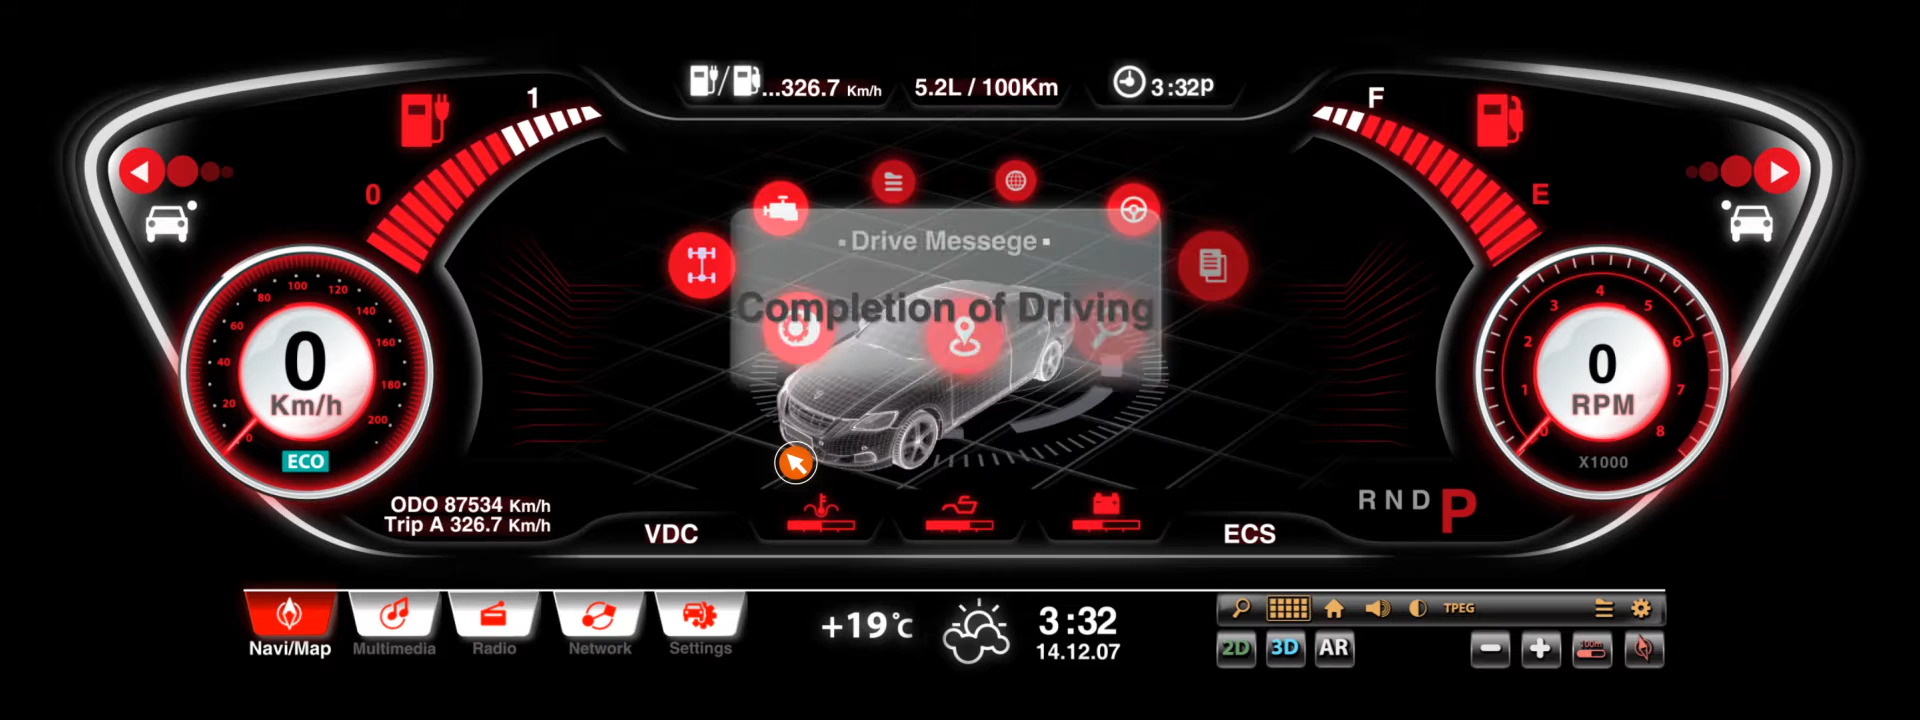 ...326.7 Km/h
5.2L / 100Km
3:32p
1
0
F
E
Drive Messege
Completion of Driving
0
20
40
60
80
100
120
140
160
180
200
0
Km/h
ECO
0
1
2
3
4
5
6
7
8
0
RPM
X1000
ODO 87534 Km/h
Trip A 326.7 Km/h
VDC
ECS
R N D P
Navi/Map
Multimedia
Radio
Network
Settings
+19°c
3:32
14.12.07
TPEG
2D
3D
AR